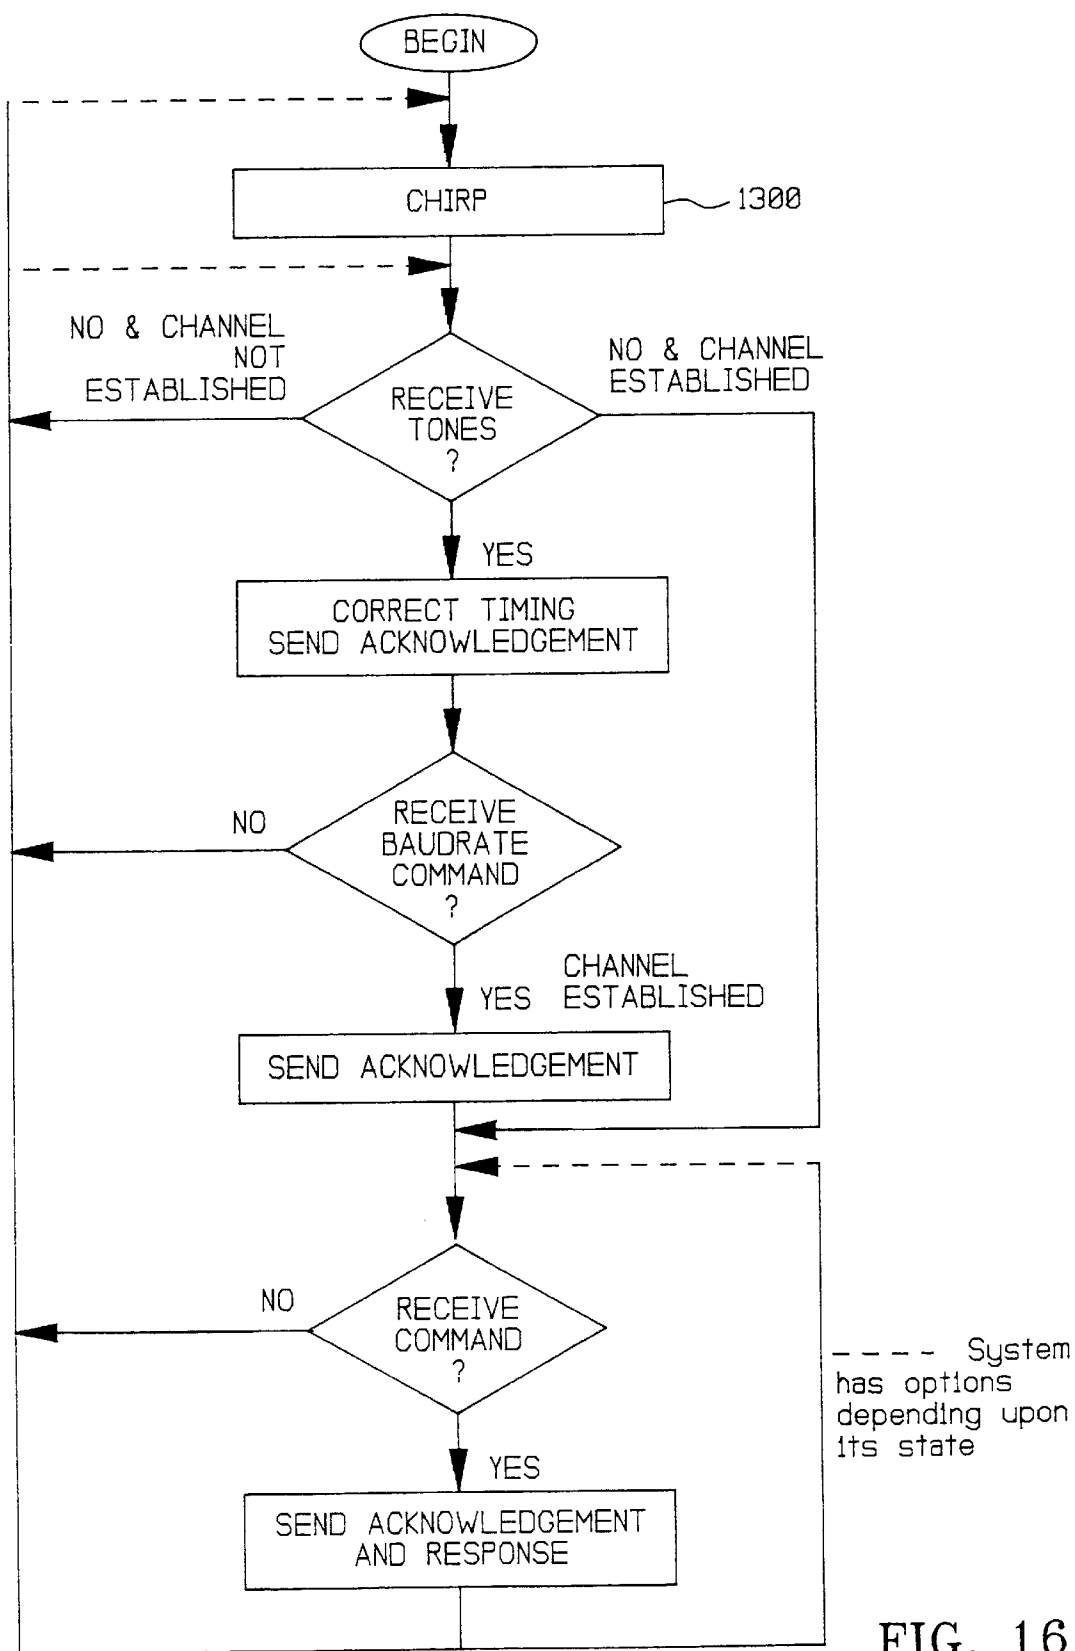 BEGIN
CHIRP
1300
NO & CHANNEL
NOT
ESTABLISHED
NO & CHANNEL
ESTABLISHED
RECEIVE
TONES
?
YES
CORRECT TIMING
SEND ACKNOWLEDGEMENT
NO
RECEIVE
BAUDRATE
COMMAND
?
YES
CHANNEL
ESTABLISHED
SEND ACKNOWLEDGEMENT
NO
RECEIVE
COMMAND
?
---- System
has options
depending upon
its state
YES
SEND ACKNOWLEDGEMENT
AND RESPONSE
FIG. 16